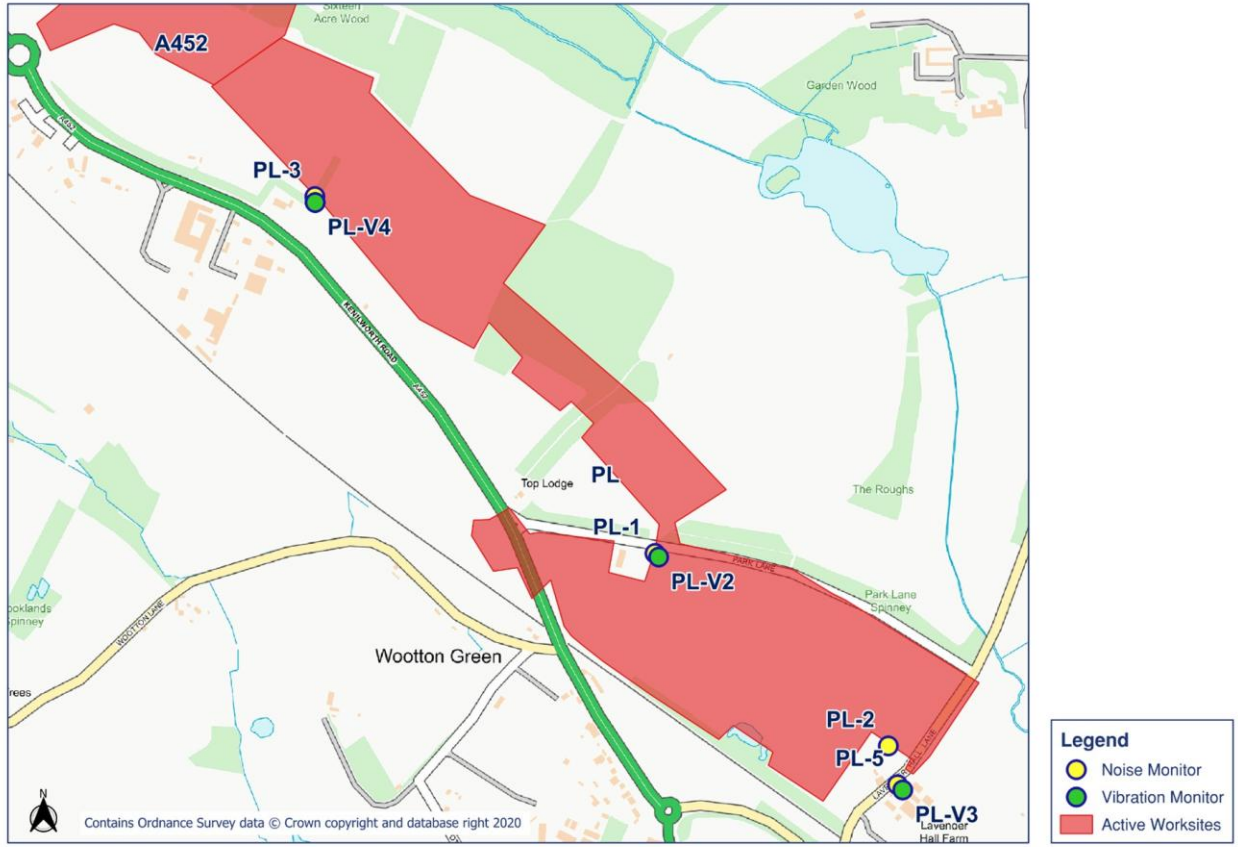 Sixteen
Acre Wood
A452
Garden Wood
A452
PL-3
PL-V4
KENILWORTH ROAD
A452
Top Lodge
PL
The Roughs
PL-1
PARK LANE
PL-V2
Park Lane
Spinney
Spinney
WOOTTON LANE
Wootton Green
PL-2
PL-5
PL-V3
Lavender
Hall Farm
N
Contains Ordnance Survey data © Crown copyright and database right 2020
Legend
Noise Monitor
Vibration Monitor
Active Worksites